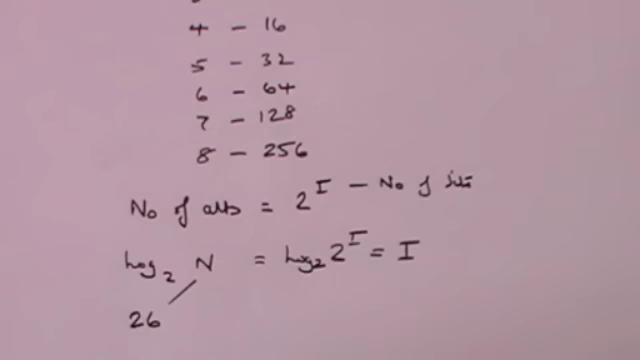 4 - 16
5 - 32
6 - 64
7 - 128
8 - 256
No of alts = 2^I - No of bits
Log₂ N = Log₂ 2^I = I
26